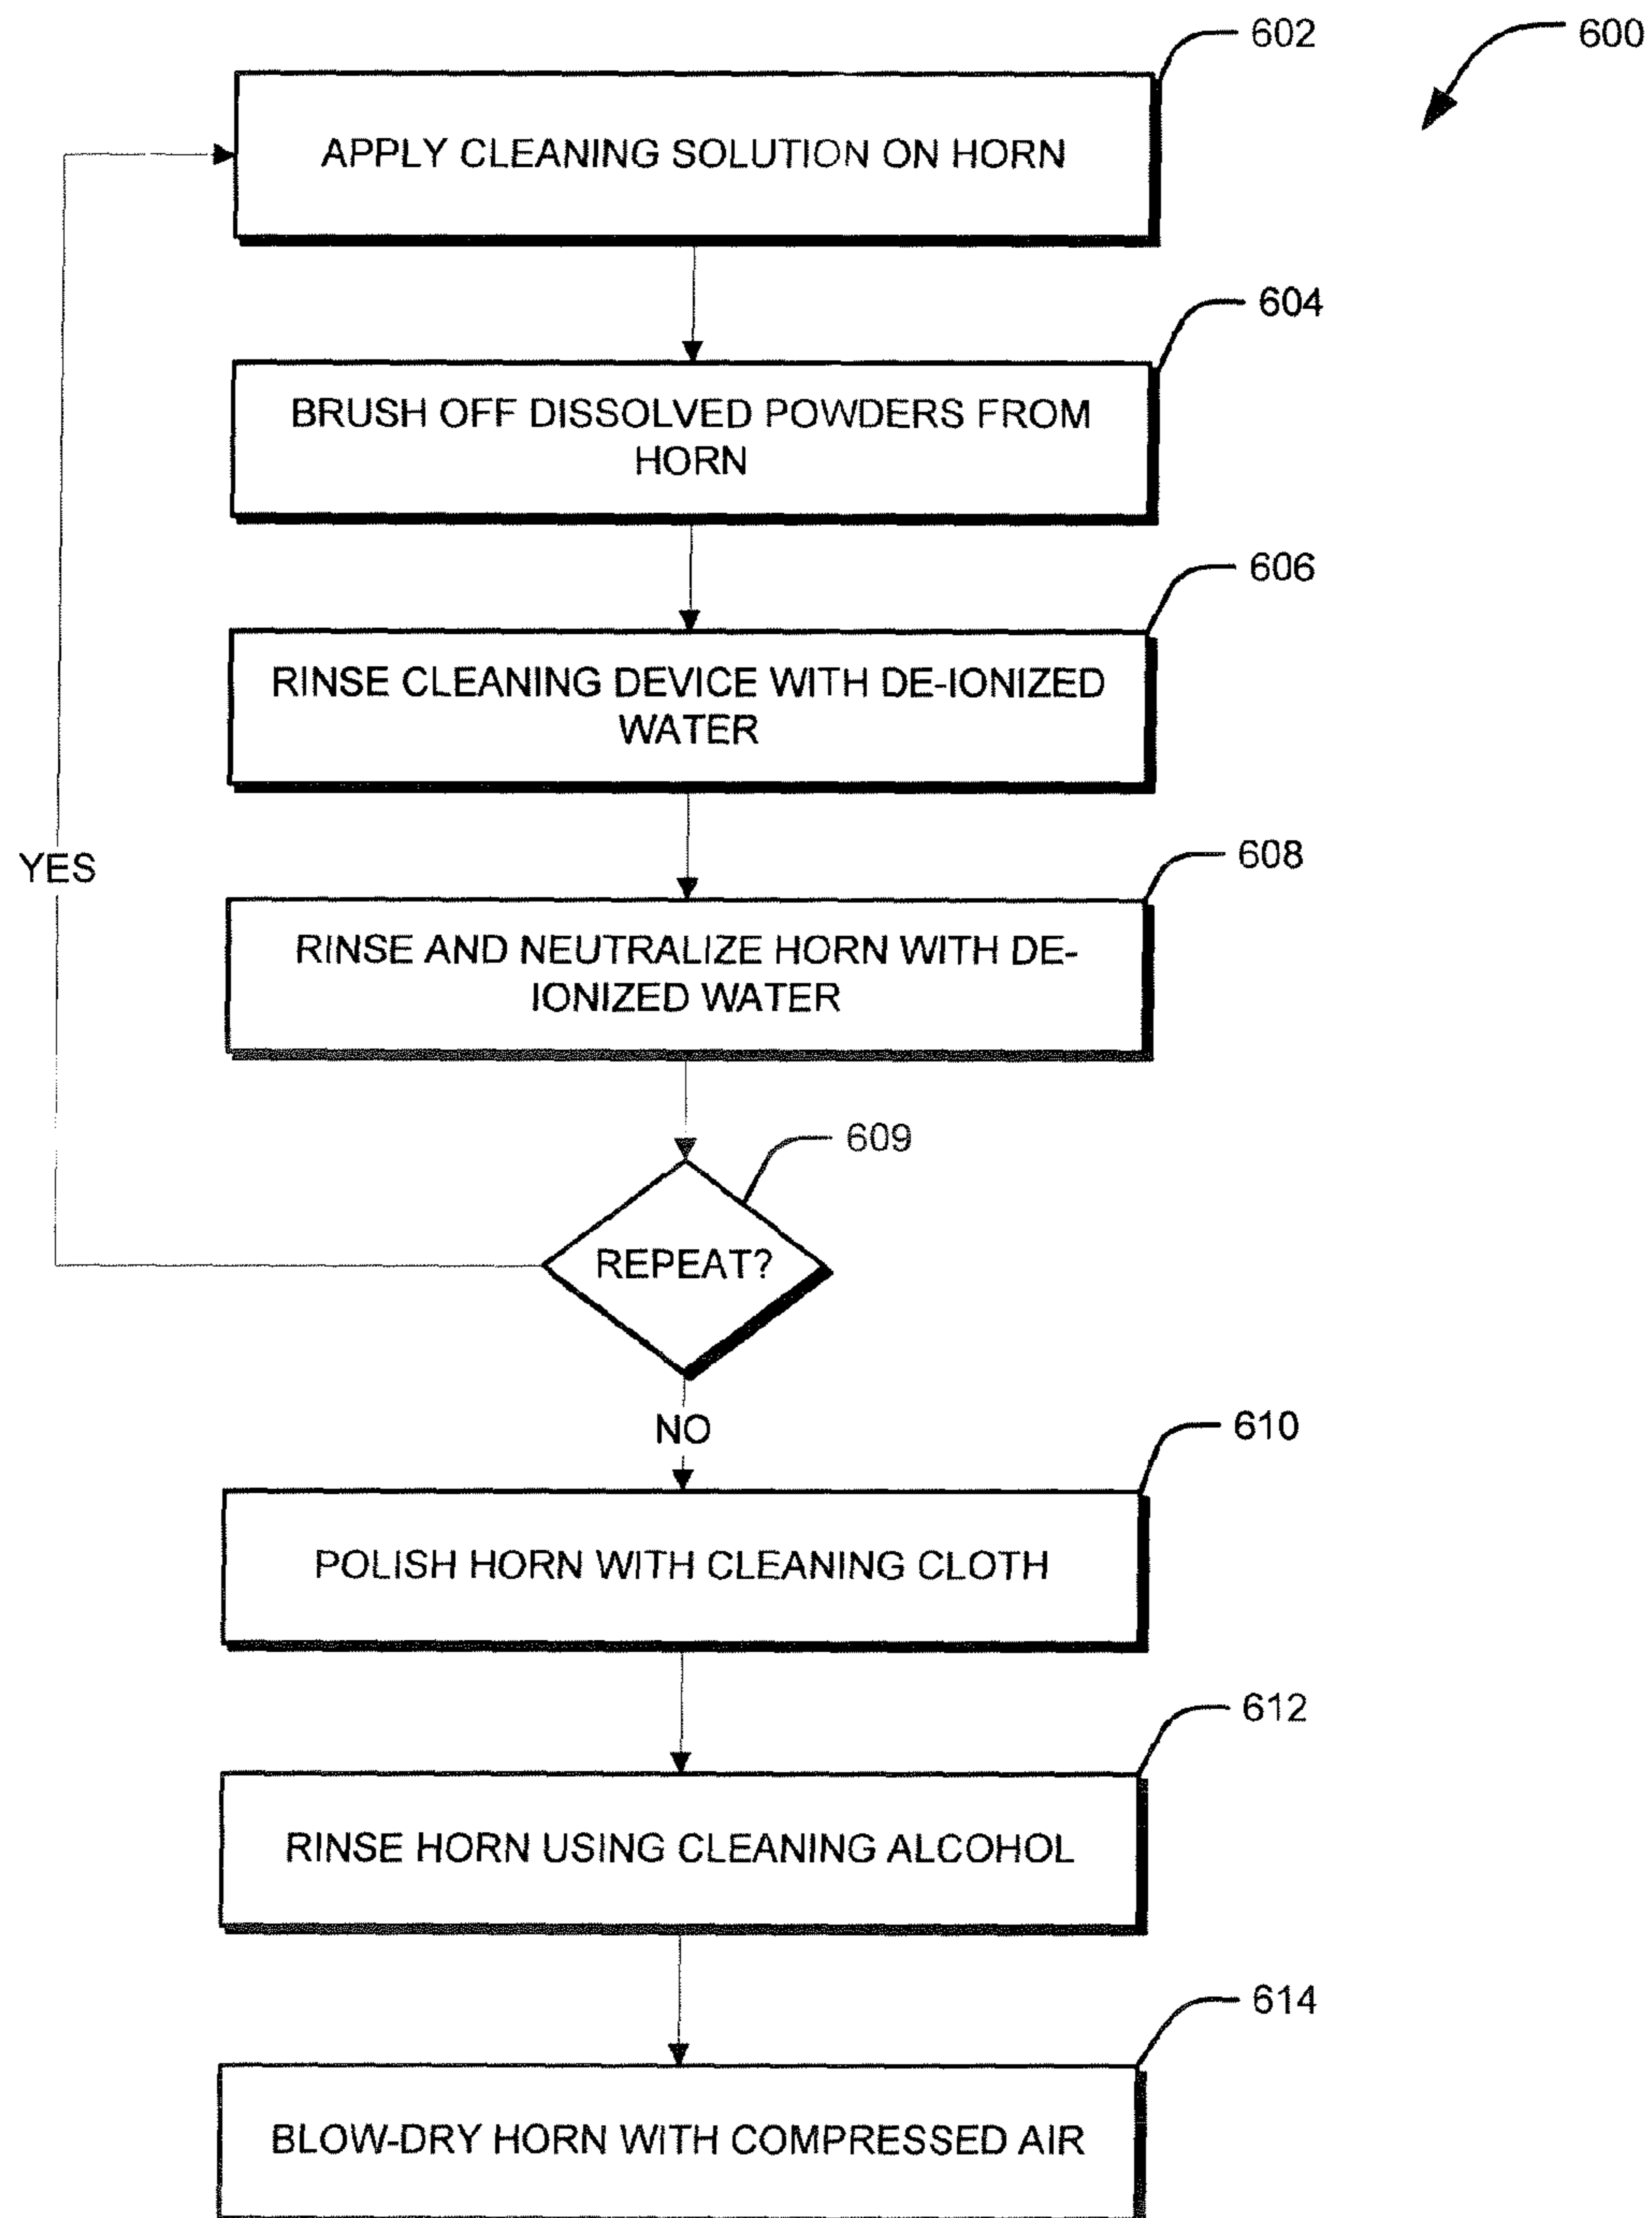 602
600
APPLY CLEANING SOLUTION ON HORN
604
BRUSH OFF DISSOLVED POWDERS FROM
HORN
606
RINSE CLEANING DEVICE WITH DE-IONIZED
WATER
YES
608
RINSE AND NEUTRALIZE HORN WITH DE-
IONIZED WATER
609
REPEAT?
NO
610
POLISH HORN WITH CLEANING CLOTH
612
RINSE HORN USING CLEANING ALCOHOL
614
BLOW-DRY HORN WITH COMPRESSED AIR